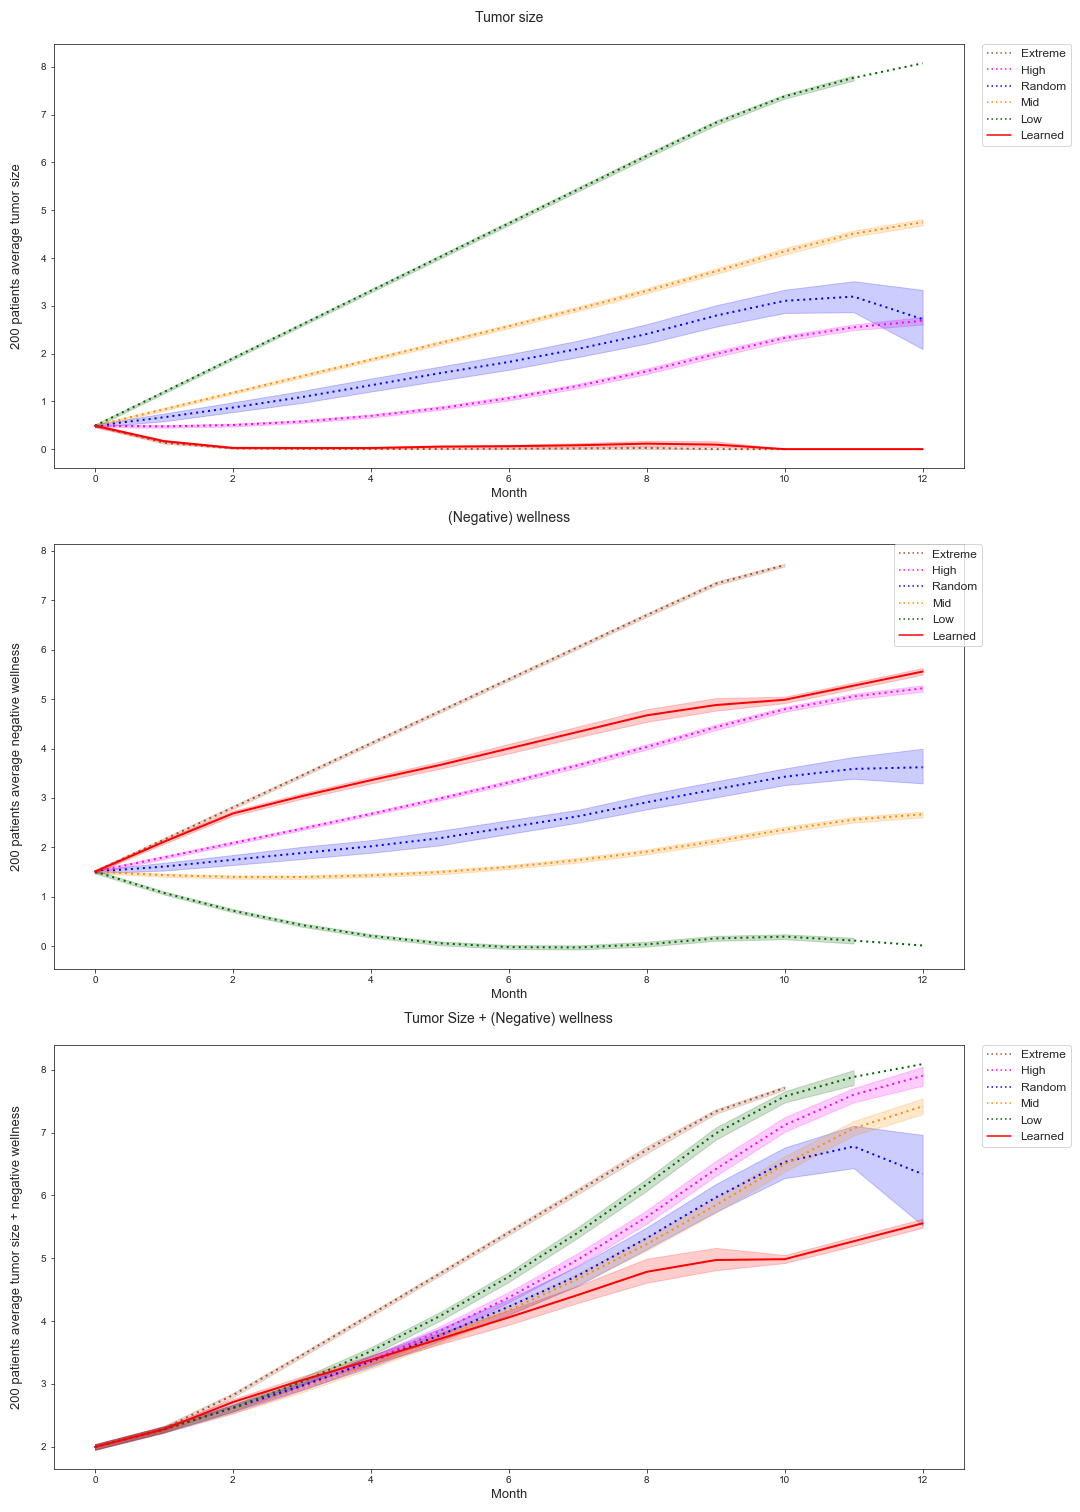 Tumor size
200 patients average tumor size
8
7
6
5
4
3
2
1
0
0 2 4 6 8 10 12
Month
Extreme
High
Random
Mid
Low
Learned
(Negative) wellness
200 patients average negative wellness
8
7
6
5
4
3
2
1
0
0 2 4 6 8 10 12
Month
Extreme
High
Random
Mid
Low
Learned
Tumor Size + (Negative) wellness
200 patients average tumor size + negative wellness
8
7
6
5
4
3
2
0 2 4 6 8 10 12
Month
Extreme
High
Random
Mid
Low
Learned